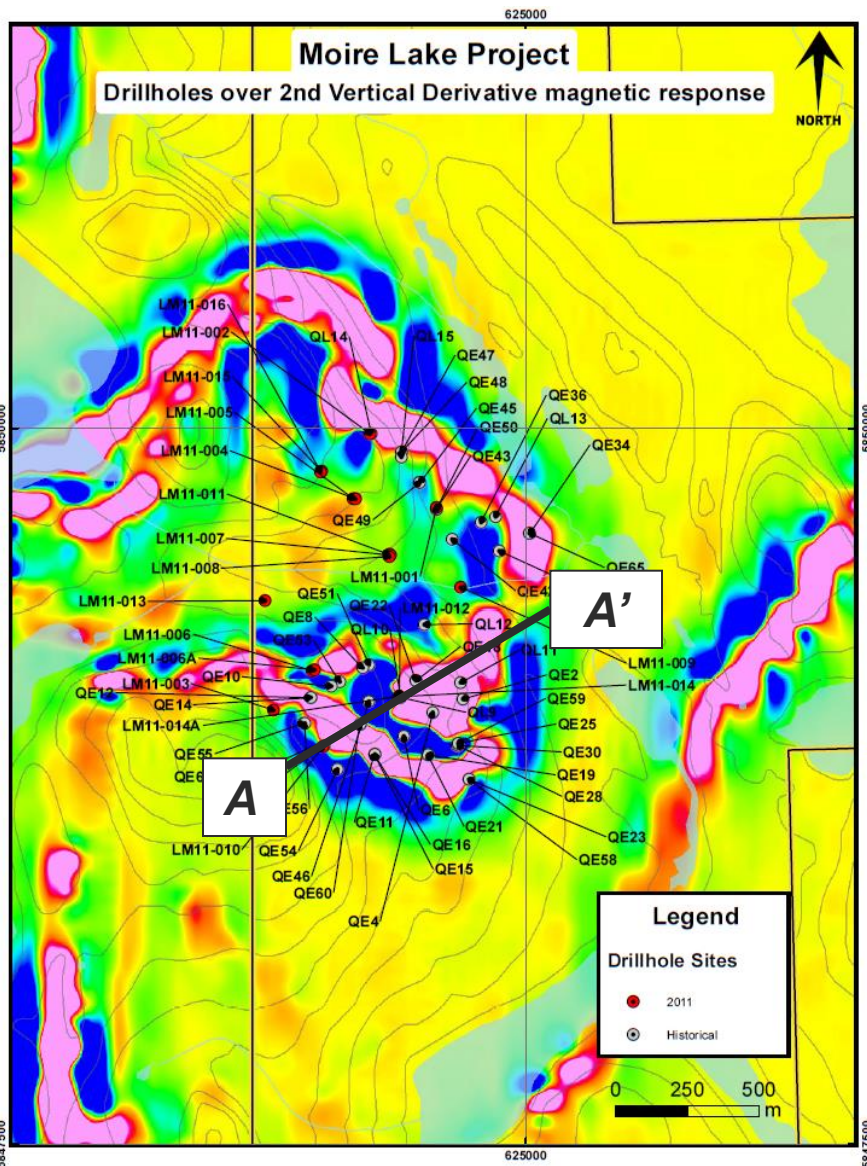 625000
Moire Lake Project
Drillholes over 2nd Vertical Derivative magnetic response
NORTH
LM11-016
LM11-002
QL14
QL15
QE47
LM11-015
QE48
QE36
LM11-005
QE45
QL13
QE50
5850000
5850000
LM11-004
QE43
QE34
LM11-011
QE49
LM11-007
LM11-008
LM11-001
QE65
QE51
LM11-013
QE22
LM11-012
QE8
QL10
QL12
A'
LM11-006
QE53
LM11-006A
QL11
LM11-009
QE10
QE2
LM11-003
LM11-014
QE12
QE14
QE59
LM11-014A
QE25
QE55
QE30
QE19
A
QE28
QE6
QE11
QE21
QE23
LM11-010
QE54
QE16
QE58
QE46
QE15
QE60
QE4
Legend
Drillhole Sites
2011
Historical
0 250 500
m
5847500
5847500
625000